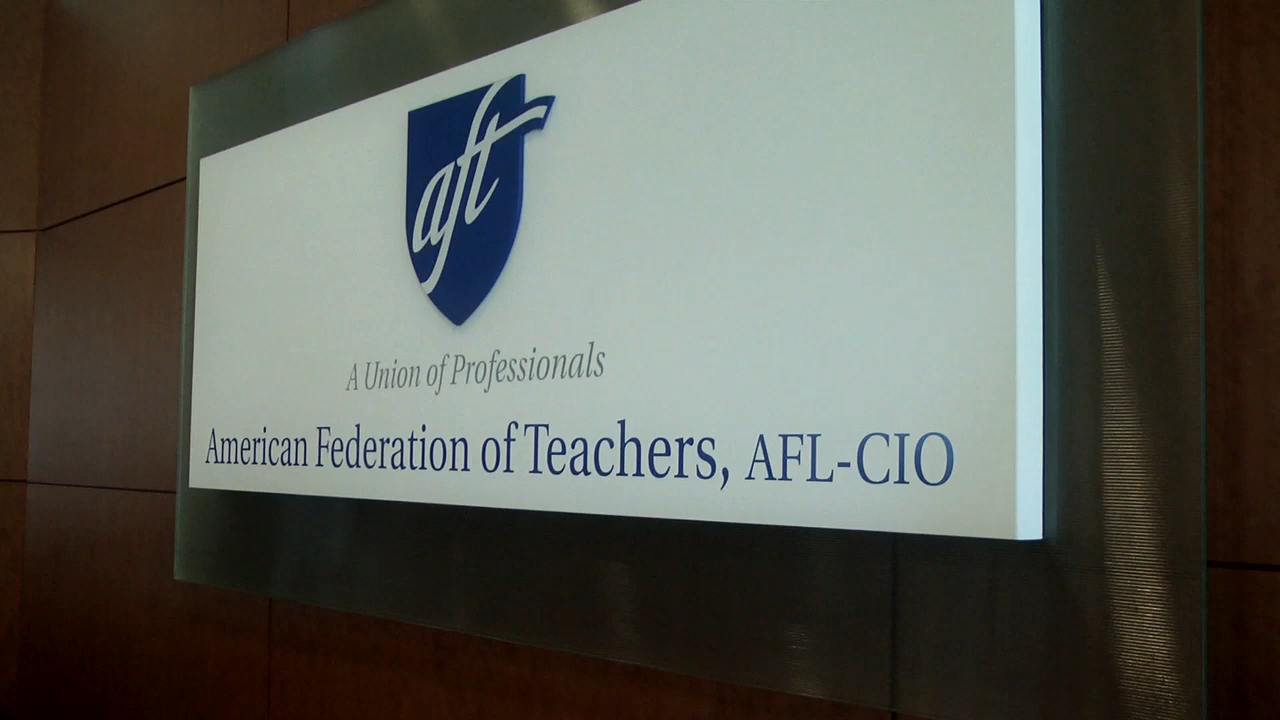 aft
A Union of Professionals
American Federation of Teachers, AFL-CIO